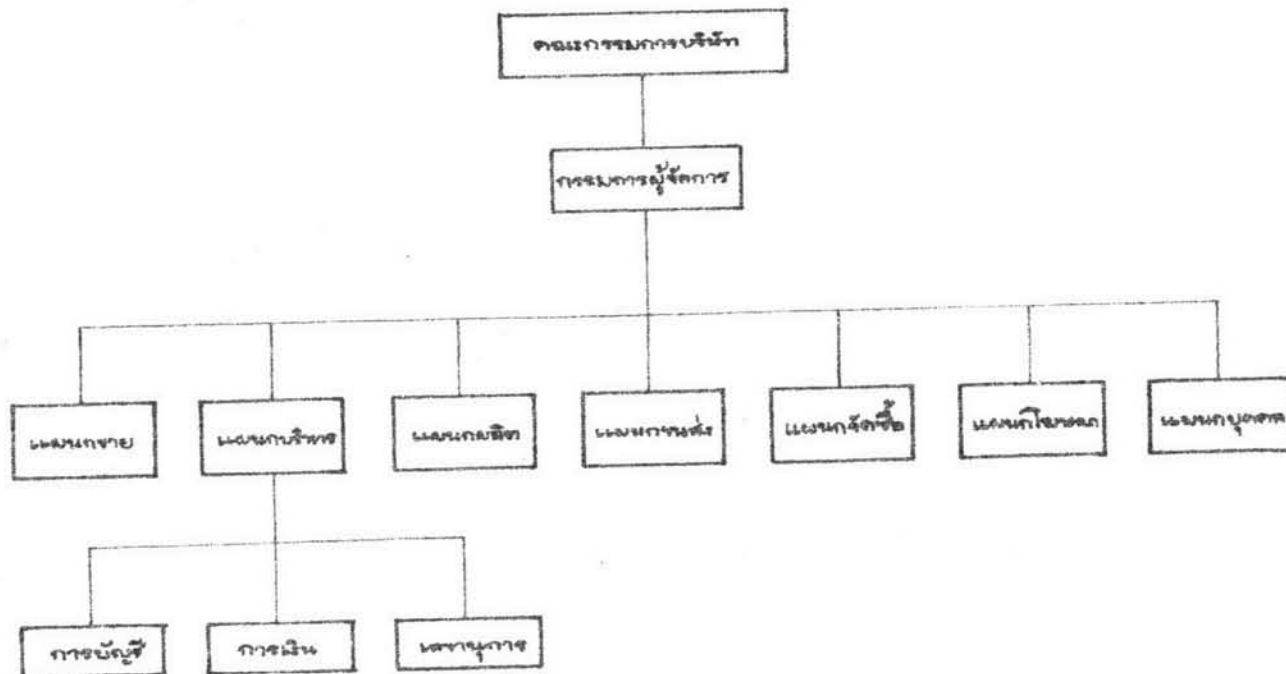 คณะกรรมการบริษัท
กรรมการผู้จัดการ
แผนกขาย
แผนกบริหาร
แผนกผลิต
แผนกขนส่ง
แผนกจัดซื้อ
แผนกโฆษณา
แผนกบุคคล
การบัญชี
การเงิน
เลขานุการ